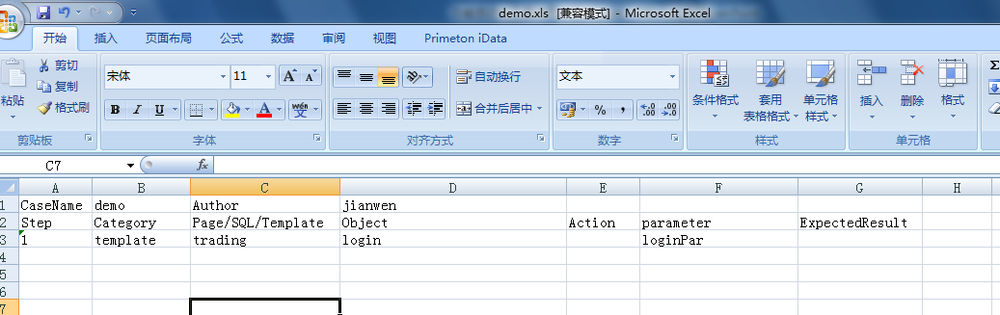 demo.xls [兼容模式] - Microsoft Excel
开始 插入 页面布局 公式 数据 审阅 视图 Primeton iData
剪切 宋体 11 A A 自动换行 文本
粘贴 复制 条件格式 套用 单元格 插入 删除 格式
格式刷 B I U A wén 变 合并后居中 % , 表格格式 样式
剪贴板 字体 对齐方式 数字 样式 单元格
C7 fx
A B C D E F G H
1 CaseName demo Author jianwen
2 Step Category Page/SQL/Template Object Action parameter ExpectedResult
3 1 template trading login loginPar
4
5
6
7